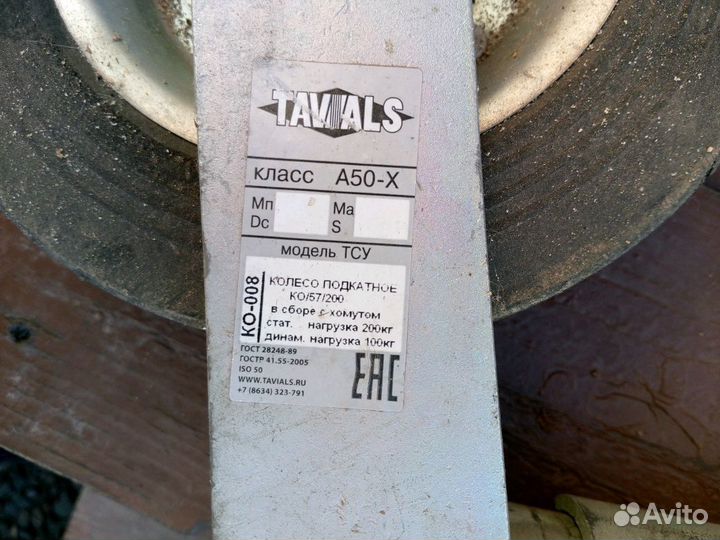 TAVIALS
класс A50-X
Мп Ма
Dc S
модель ТСУ
КО-008
КОЛЕСО ПОДКАТНОЕ
КО/57/200
в сборе с хомутом
стат. нагрузка 200кг
динам. нагрузка 100кг
ГОСТ 28248-89
ГОСТР 41.55-2005
ISO 50
WWW.TAVIALS.RU
+7 (8634) 323-791
EAC
Avito